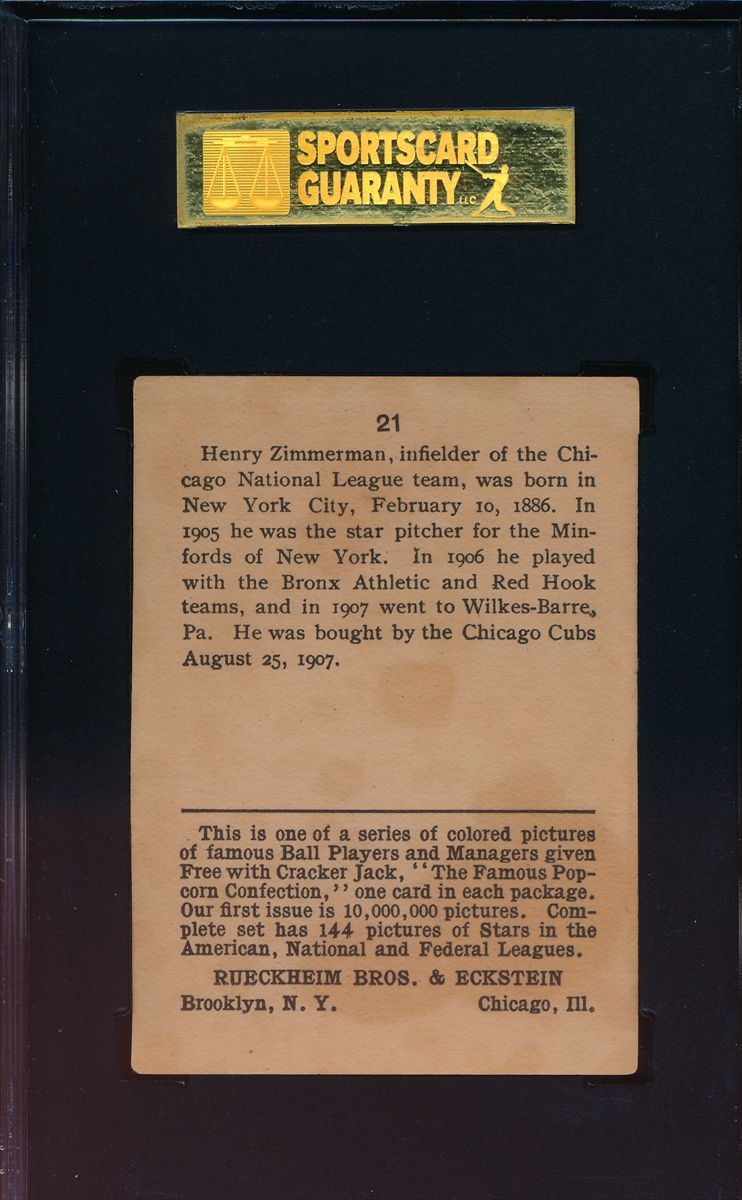 SPORTSCARD
GUARANTY LLC
21
Henry Zimmerman, infielder of the Chi-
cago National League team, was born in
New York City, February 10, 1886. In
1905 he was the star pitcher for the Min-
fords of New York. In 1906 he played
with the Bronx Athletic and Red Hook
teams, and in 1907 went to Wilkes-Barre,
Pa. He was bought by the Chicago Cubs
August 25, 1907.
This is one of a series of colored pictures
of famous Ball Players and Managers given
Free with Cracker Jack, "The Famous Pop-
corn Confection," one card in each package.
Our first issue is 10,000,000 pictures. Com-
plete set has 144 pictures of Stars in the
American, National and Federal Leagues.
RUECKHEIM BROS. & ECKSTEIN
Brooklyn, N. Y. Chicago, Ill.